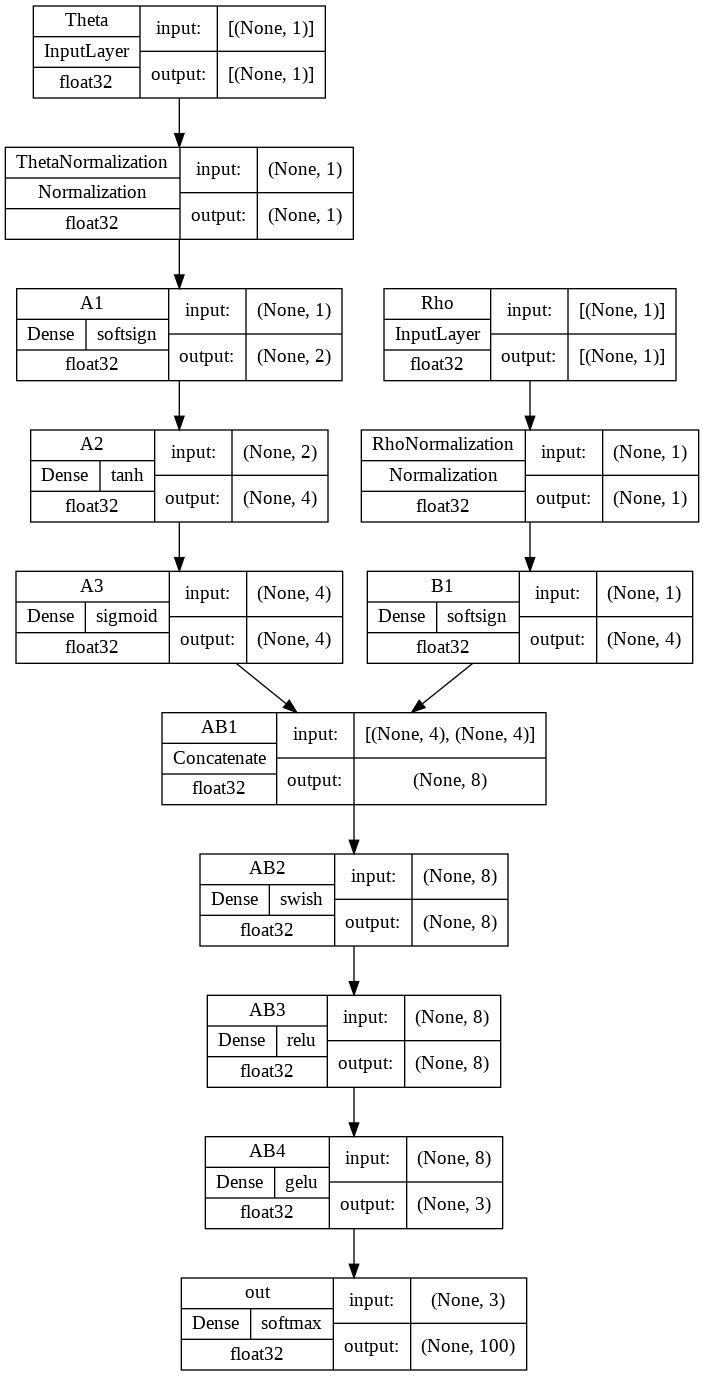 Theta input: [(None, 1)]
InputLayer
float32 output: [(None, 1)]
ThetaNormalization input: (None, 1)
Normalization
float32 output: (None, 1)
A1 input: (None, 1)
Dense softsign
float32 output: (None, 2)
Rho input: [(None, 1)]
InputLayer
float32 output: [(None, 1)]
A2 input: (None, 2)
Dense tanh
float32 output: (None, 4)
RhoNormalization input: (None, 1)
Normalization
float32 output: (None, 1)
A3 input: (None, 4)
Dense sigmoid
float32 output: (None, 4)
B1 input: (None, 1)
Dense softsign
float32 output: (None, 4)
AB1 input: [(None, 4), (None, 4)]
Concatenate
float32 output: (None, 8)
AB2 input: (None, 8)
Dense swish
float32 output: (None, 8)
AB3 input: (None, 8)
Dense relu
float32 output: (None, 8)
AB4 input: (None, 8)
Dense gelu
float32 output: (None, 3)
out input: (None, 3)
Dense softmax
float32 output: (None, 100)